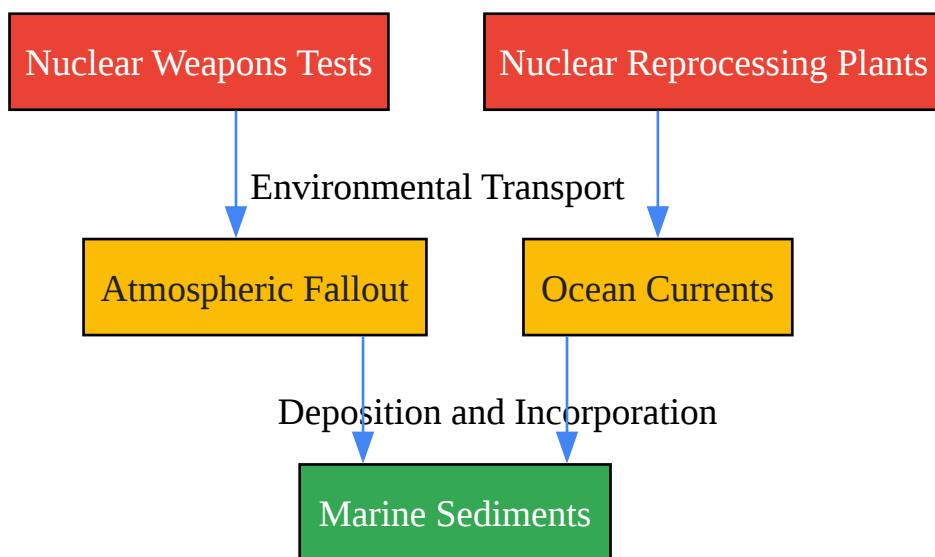 Nuclear Weapons Tests
Nuclear Reprocessing Plants
Environmental Transport
Atmospheric Fallout
Ocean Currents
Deposition and Incorporation
Marine Sediments